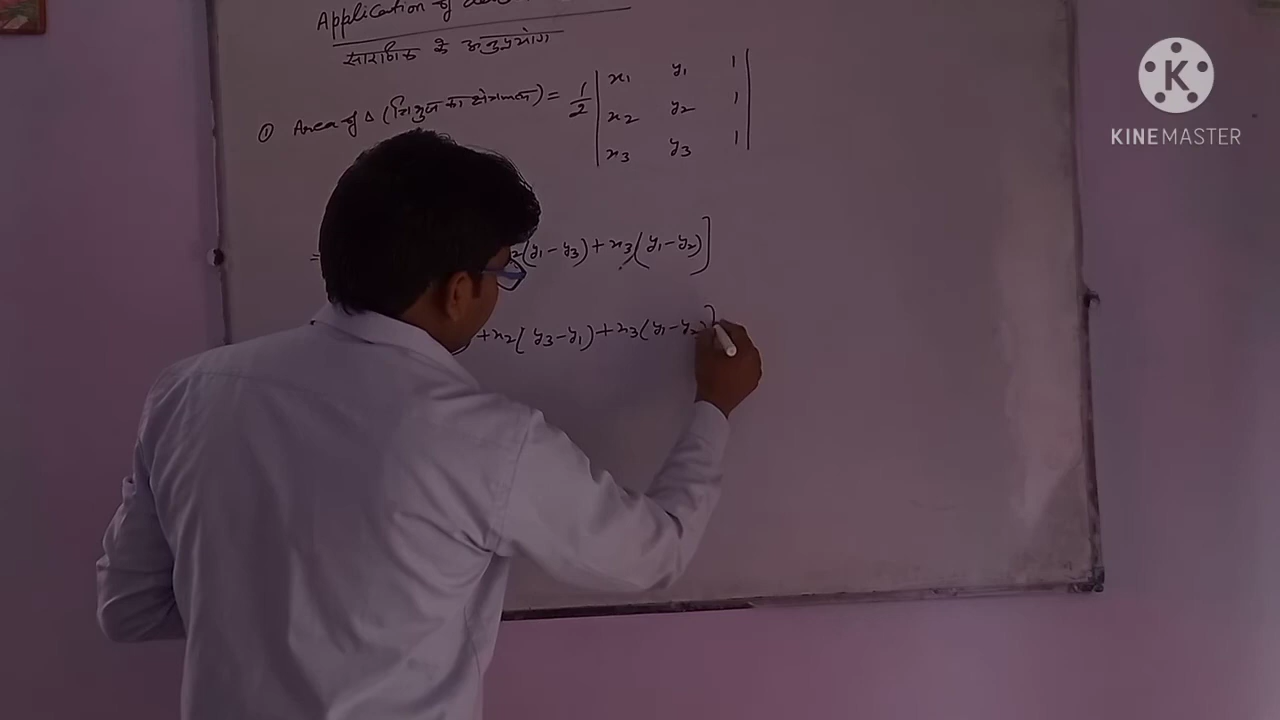 Application of
सारणिक के अनुप्रयोग
① Area of Δ (त्रिभुज का क्षेत्रफल) = 1/2 | x₁ y₁ 1
x₂ y₂ 1
x₃ y₃ 1 |
= ₂(y₁-y₃)+x₃(y₁-y₂)]
+x₂(y₃-y₁)+x₃(y₁-y₂)]
KINEMASTER